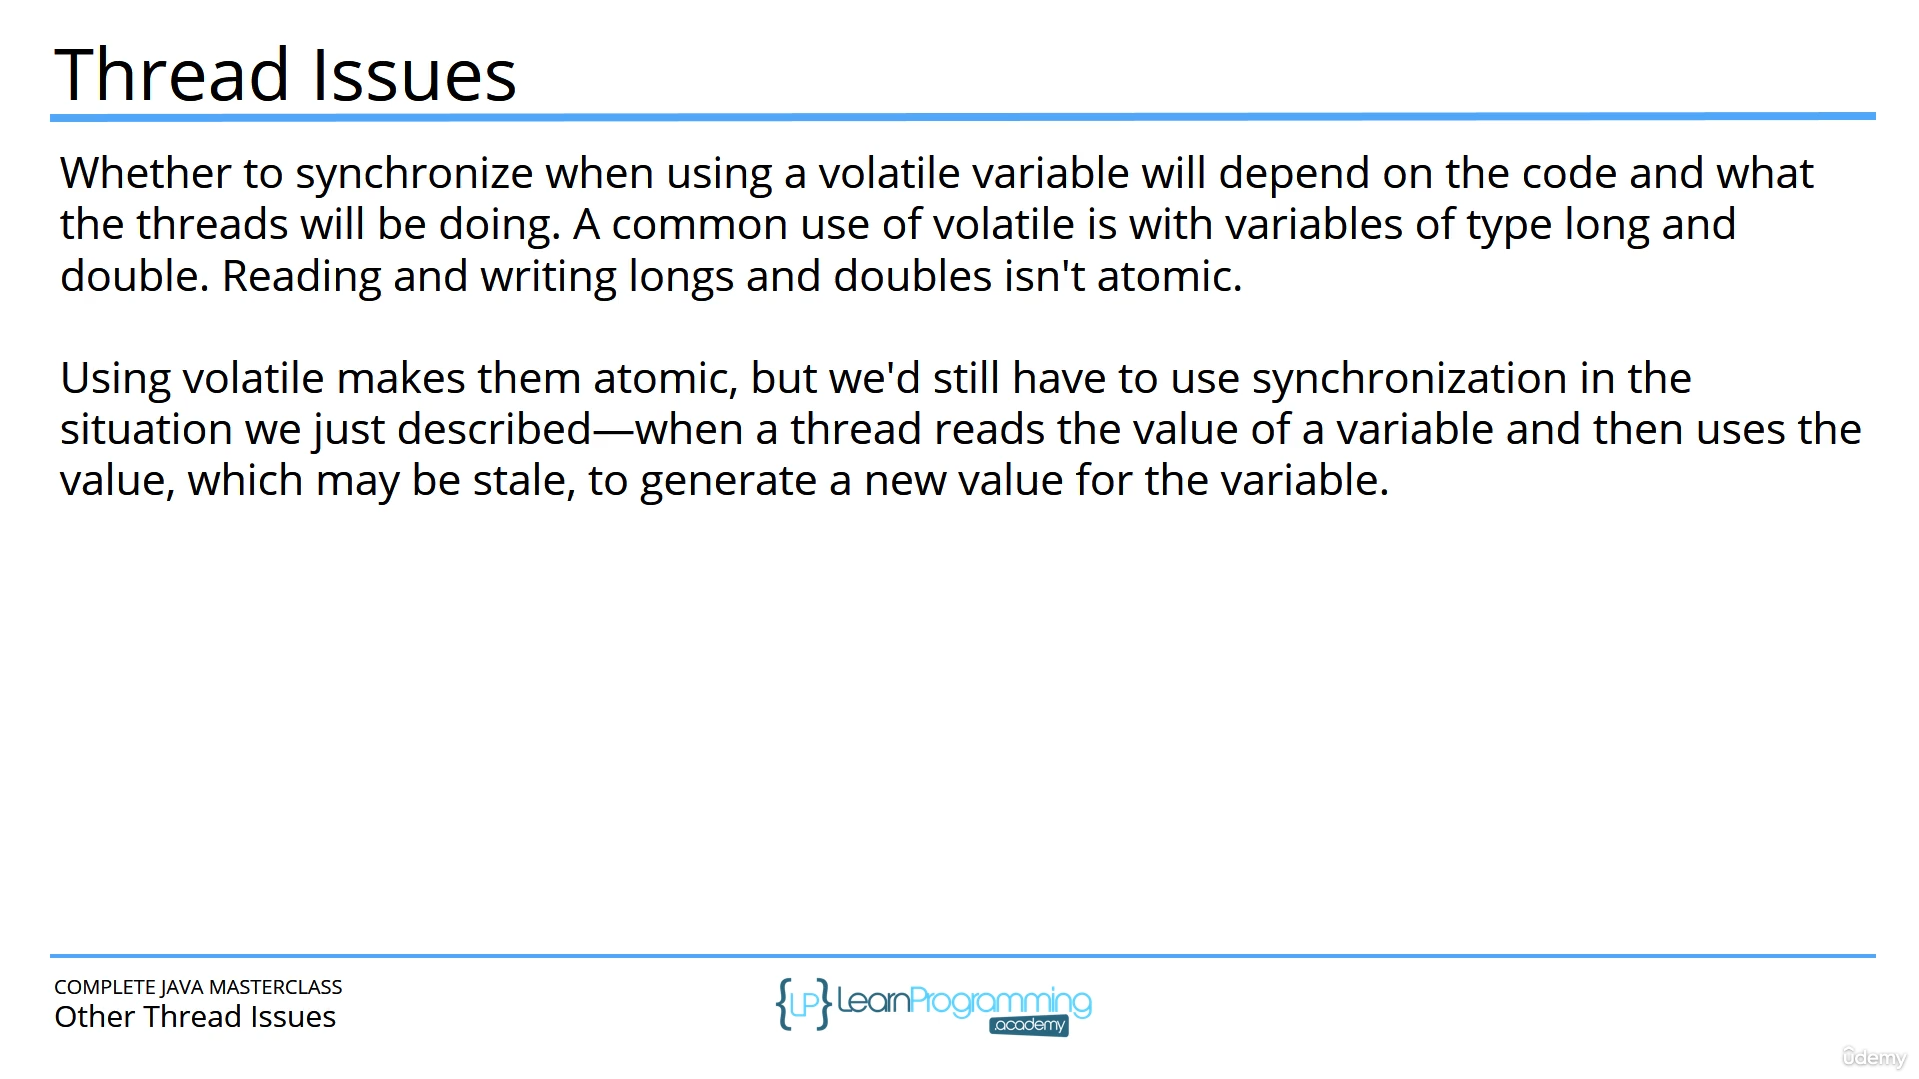 Thread Issues
Whether to synchronize when using a volatile variable will depend on the code and what
the threads will be doing. A common use of volatile is with variables of type long and
double. Reading and writing longs and doubles isn't atomic.
Using volatile makes them atomic, but we'd still have to use synchronization in the
situation we just described—when a thread reads the value of a variable and then uses the
value, which may be stale, to generate a new value for the variable.
COMPLETE JAVA MASTERCLASS
Other Thread Issues
{LP} LearnProgramming
.academy
ûdemy